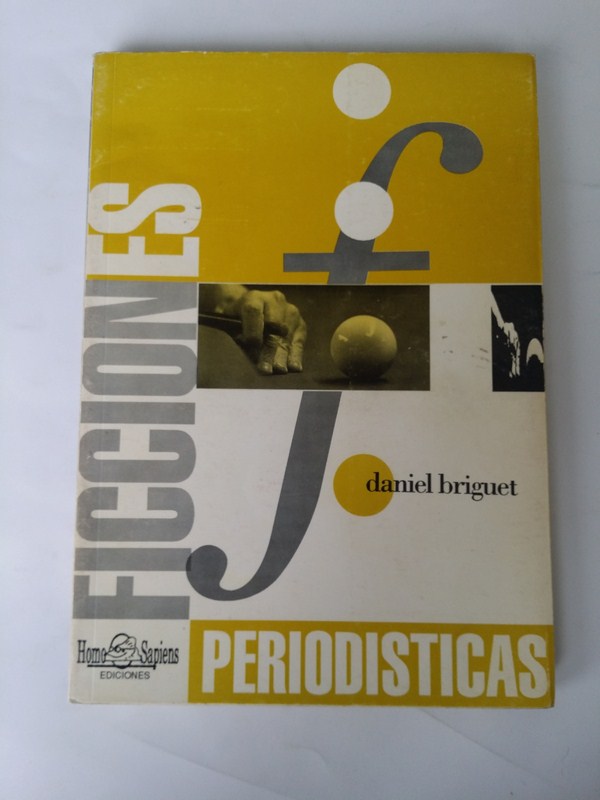 FICCIONES
f
daniel briguet
Homo Sapiens
EDICIONES
PERIODISTICAS